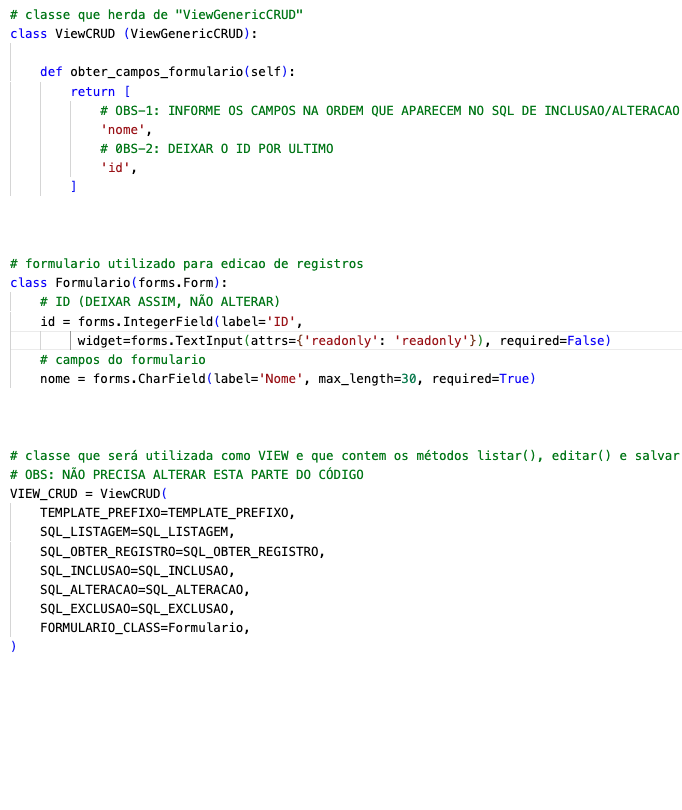 # classe que herda de "ViewGenericCRUD"
class ViewCRUD (ViewGenericCRUD):
def obter_campos_formulario(self):
return [
# OBS-1: INFORME OS CAMPOS NA ORDEM QUE APARECEM NO SQL DE INCLUSAO/ALTERACAO
'nome',
# 0BS-2: DEIXAR O ID POR ULTIMO
'id',
]
# formulario utilizado para edicao de registros
class Formulario(forms.Form):
# ID (DEIXAR ASSIM, NÃO ALTERAR)
id = forms.IntegerField(label='ID',
widget=forms.TextInput(attrs={'readonly': 'readonly'}), required=False)
# campos do formulario
nome = forms.CharField(label='Nome', max_length=30, required=True)
# classe que será utilizada como VIEW e que contem os métodos listar(), editar() e salvar
# OBS: NÃO PRECISA ALTERAR ESTA PARTE DO CÓDIGO
VIEW_CRUD = ViewCRUD(
TEMPLATE_PREFIXO=TEMPLATE_PREFIXO,
SQL_LISTAGEM=SQL_LISTAGEM,
SQL_OBTER_REGISTRO=SQL_OBTER_REGISTRO,
SQL_INCLUSAO=SQL_INCLUSAO,
SQL_ALTERACAO=SQL_ALTERACAO,
SQL_EXCLUSAO=SQL_EXCLUSAO,
FORMULARIO_CLASS=Formulario,
)